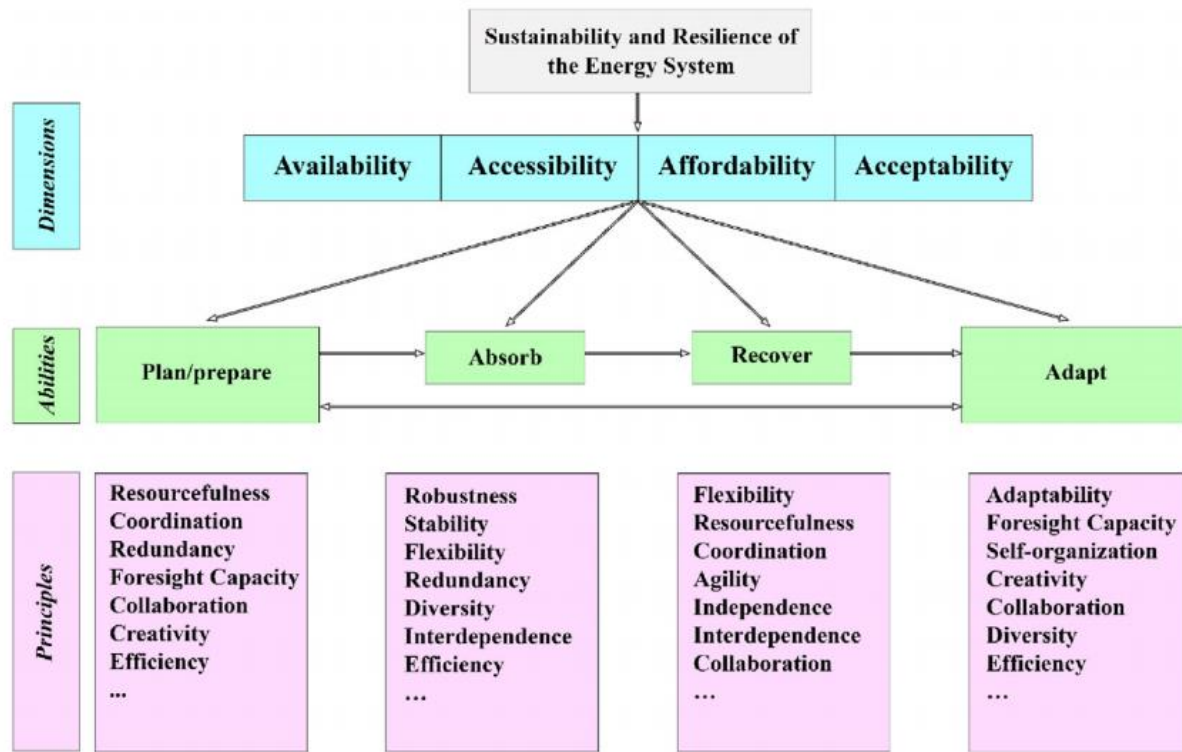 Sustainability and Resilience of
the Energy System
Dimensions
Availability
Accessibility
Affordability
Acceptability
Abilities
Plan/prepare
Absorb
Recover
Adapt
Principles
Resourcefulness
Coordination
Redundancy
Foresight Capacity
Collaboration
Creativity
Efficiency
...
Robustness
Stability
Flexibility
Redundancy
Diversity
Interdependence
Efficiency
…
Flexibility
Resourcefulness
Coordination
Agility
Independence
Interdependence
Collaboration
…
Adaptability
Foresight Capacity
Self-organization
Creativity
Collaboration
Diversity
Efficiency
…